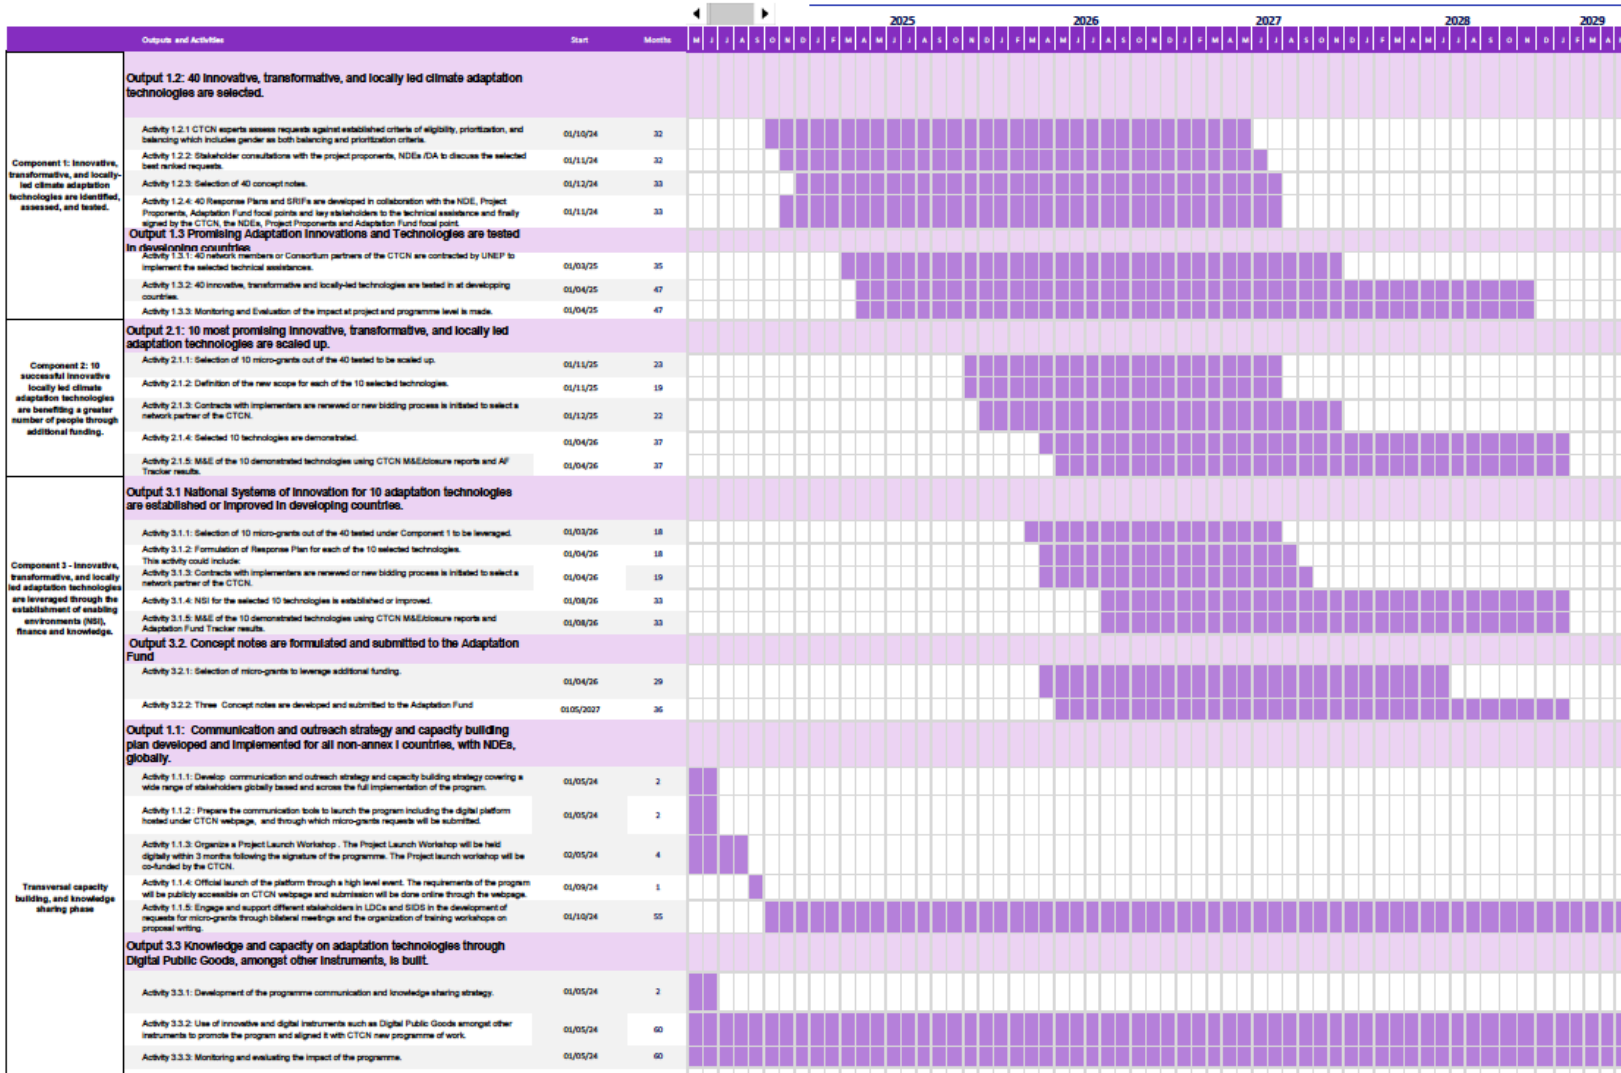 2025 2026 2027 2028 2029
Outputs and Activities Start Months M J J A S O N D J F M A M J J A S O N D J F M A M J J A S O N D J F M A M J J A S O N D J F M A M J J A S O N D J F M A
Component 1: Innovative,
transformative, and locally-
led climate adaptation
technologies are identified,
assessed, and tested.
Output 1.2: 40 innovative, transformative, and locally led climate adaptation
technologies are selected.
Activity 1.2.1 CTCN experts assess requests against established criteria of eligibility, prioritization, and
balancing which includes gender as both balancing and prioritization criteria.
01/10/24 32
Activity 1.2.2: Stakeholder consultations with the project proponents, NDEs /DA to discuss the selected
best ranked requests.
01/11/24 32
Activity 1.2.3: Selection of 40 concept notes.
01/12/24 33
Activity 1.2.4: 40 Response Plans and SRIFs are developed in collaboration with the NDE, Project
Proponents, Adaptation Fund focal points and key stakeholders to the technical assistance and finally
signed by the CTCN, the NDEs, Project Proponents and Adaptation Fund focal point.
01/11/24 33
Output 1.3 Promising Adaptation Innovations and Technologies are tested
in developing countries
Activity 1.3.1: 40 network members or Consortium partners of the CTCN are contracted by UNEP to
implement the selected technical assistances.
01/03/25 35
Activity 1.3.2: 40 innovative, transformative and locally-led technologies are tested in at developping
countries.
01/04/25 47
Activity 1.3.3: Monitoring and Evaluation of the impact at project and programme level is made.
01/04/25 47
Component 2: 10
successful innovative
locally led climate
adaptation technologies
are benefiting a greater
number of people through
additional funding.
Output 2.1: 10 most promising innovative, transformative, and locally led
adaptation technologies are scaled up.
Activity 2.1.1: Selection of 10 micro-grants out of the 40 tested to be scaled up.
01/11/25 23
Activity 2.1.2: Definition of the new scope for each of the 10 selected technologies.
01/11/25 19
Activity 2.1.3: Contracts with implementers are renewed or new bidding process is initiated to select a
network partner of the CTCN.
01/12/25 22
Activity 2.1.4: Selected 10 technologies are demonstrated.
01/04/26 37
Activity 2.1.5: M&E of the 10 demonstrated technologies using CTCN M&E/closure reports and AF
Tracker results.
01/04/26 37
Component 3 - Innovative,
transformative, and locally
led adaptation technologies
are leveraged through the
establishment of enabling
environments (NSI),
finance and knowledge.
Output 3.1 National Systems of Innovation for 10 adaptation technologies
are established or improved in developing countries.
Activity 3.1.1: Selection of 10 micro-grants out of the 40 tested under Component 1 to be leveraged.
01/03/26 18
Activity 3.1.2: Formulation of Response Plan for each of the 10 selected technologies.
This activity could include:
01/04/26 18
Activity 3.1.3: Contracts with implementers are renewed or new bidding process is initiated to select a
network partner of the CTCN.
01/04/26 19
Activity 3.1.4: NSI for the selected 10 technologies is established or improved.
01/08/26 33
Activity 3.1.5: M&E of the 10 demonstrated technologies using CTCN M&E/closure reports and
Adaptation Fund Tracker results.
01/08/26 33
Output 3.2. Concept notes are formulated and submitted to the Adaptation
Fund
Activity 3.2.1: Selection of micro-grants to leverage additional funding.
01/04/26 29
Activity 3.2.2: Three Concept notes are developed and submitted to the Adaptation Fund
0105/2027 36
Transversal capacity
building, and knowledge
sharing phase
Output 1.1: Communication and outreach strategy and capacity building
plan developed and implemented for all non-annex I countries, with NDEs,
globally.
Activity 1.1.1: Develop communication and outreach strategy and capacity building strategy covering a
wide range of stakeholders globally based and across the full implementation of the program.
01/05/24 2
Activity 1.1.2 : Prepare the communication tools to launch the program including the digital platform
hosted under CTCN webpage, and through which micro-grants requests will be submitted.
01/05/24 2
Activity 1.1.3: Organize a Project Launch Workshop . The Project Launch Workshop will be held
digitally within 3 months following the signature of the programme. The Project launch workshop will be
co-funded by the CTCN.
02/05/24 4
Activity 1.1.4: Official launch of the platform through a high level event. The requirements of the program
will be publicly accessible on CTCN webpage and submission will be done online through the webpage.
01/09/24 1
Activity 1.1.5: Engage and support different stakeholders in LDCs and SIDS in the development of
requests for micro-grants through bilateral meetings and the organization of training workshops on
proposal writing.
01/10/24 55
Output 3.3 Knowledge and capacity on adaptation technologies through
Digital Public Goods, amongst other instruments, is built.
Activity 3.3.1: Development of the programme communication and knowledge sharing strategy.
01/05/24 2
Activity 3.3.2: Use of innovative and digital instruments such as Digital Public Goods amongst other
instruments to promote the program and aligned it with CTCN new programme of work.
01/05/24 60
Activity 3.3.3: Monitoring and evaluating the impact of the programme.
01/05/24 60